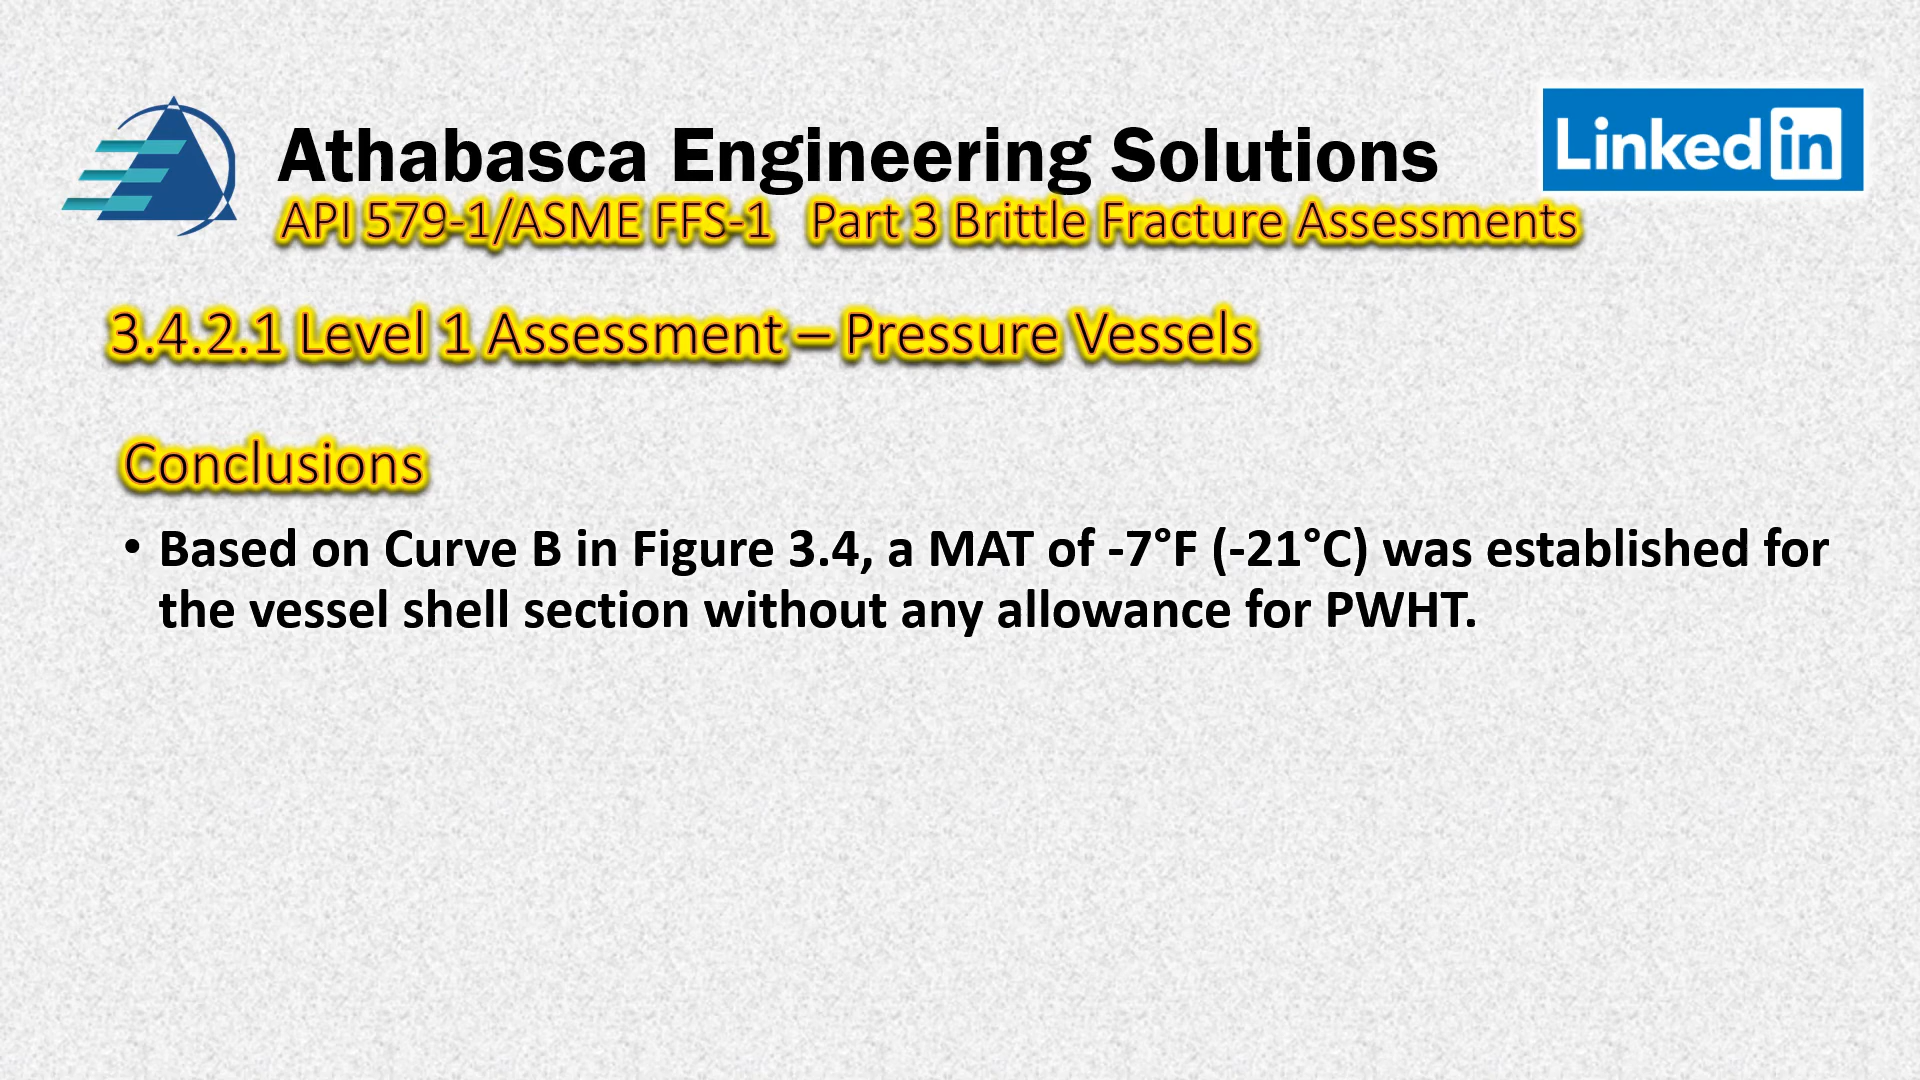 Athabasca Engineering Solutions
Linked in
API 579-1/ASME FFS-1 Part 3 Brittle Fracture Assessments
3.4.2.1 Level 1 Assessment – Pressure Vessels
Conclusions
• Based on Curve B in Figure 3.4, a MAT of -7°F (-21°C) was established for
the vessel shell section without any allowance for PWHT.